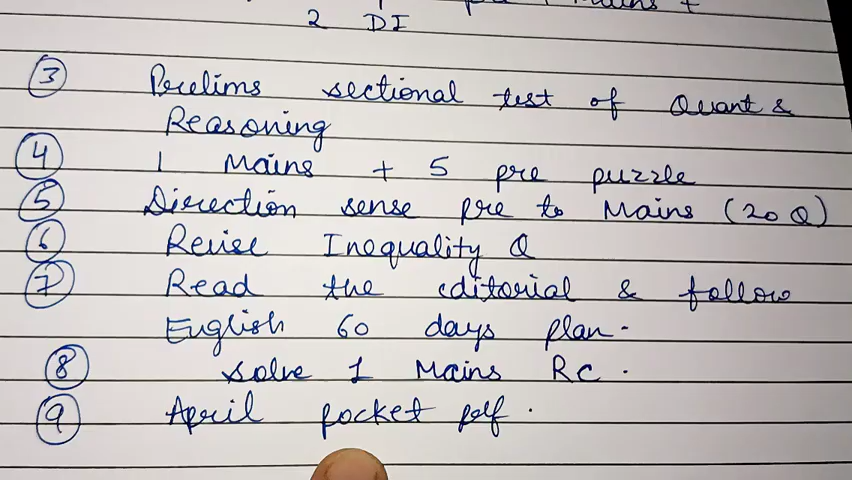 pre + Mains +
2 DI
③ Prelims sectional test of Quant &
Reasoning
④ 1 Mains + 5 pre puzzle
⑤ Direction sense pre to Mains (20 Q)
⑥ Revise Inequality Q
⑦ Read the editorial & follow
English 60 days plan.
⑧ solve 1 Mains RC.
⑨ April pocket pdf.